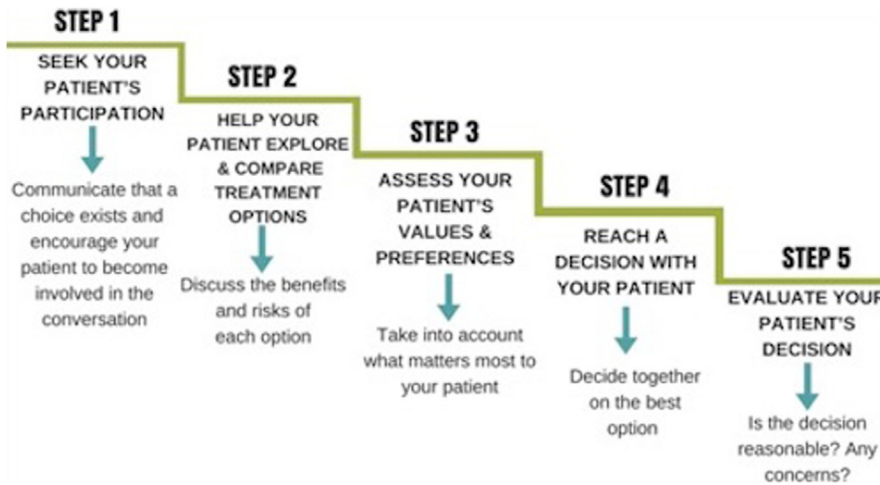 STEP 1
SEEK YOUR
PATIENT'S
PARTICIPATION
Communicate that a
choice exists and
encourage your
patient to become
involved in the
conversation
STEP 2
HELP YOUR
PATIENT EXPLORE
& COMPARE
TREATMENT
OPTIONS
Discuss the benefits
and risks of
each option
STEP 3
ASSESS YOUR
PATIENT'S
VALUES &
PREFERENCES
Take into account
what matters most to
your patient
STEP 4
REACH A
DECISION WITH
YOUR PATIENT
Decide together
on the best
option
STEP 5
EVALUATE YOUR
PATIENT'S
DECISION
Is the decision
reasonable? Any
concerns?